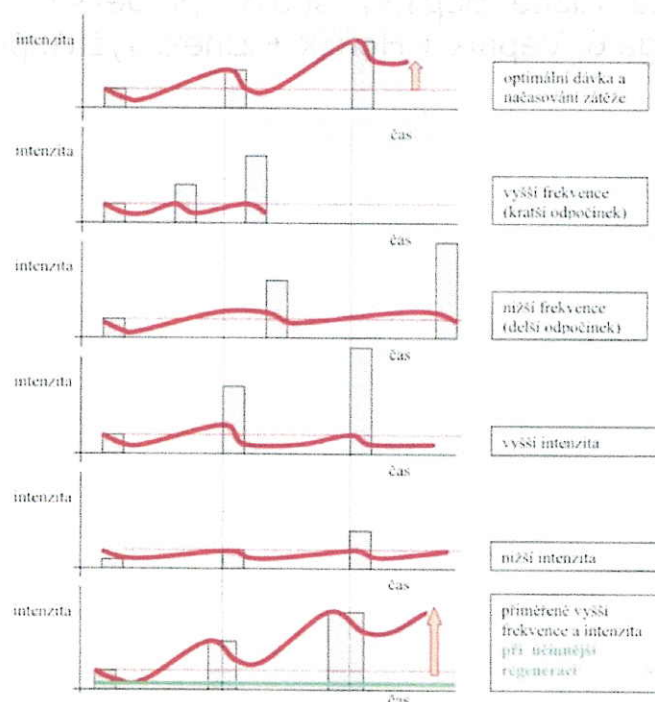 intenzita
optimální dávka a
načasování zátěže
čas
intenzita
vyšší frekvence
(kratší odpočinek)
čas
intenzita
nižší frekvence
(delší odpočinek)
čas
intenzita
vyšší intenzita
čas
intenzita
nižší intenzita
čas
intenzita
přiměřeně vyšší
frekvence a intenzita
při účinnější
regeneraci
čas